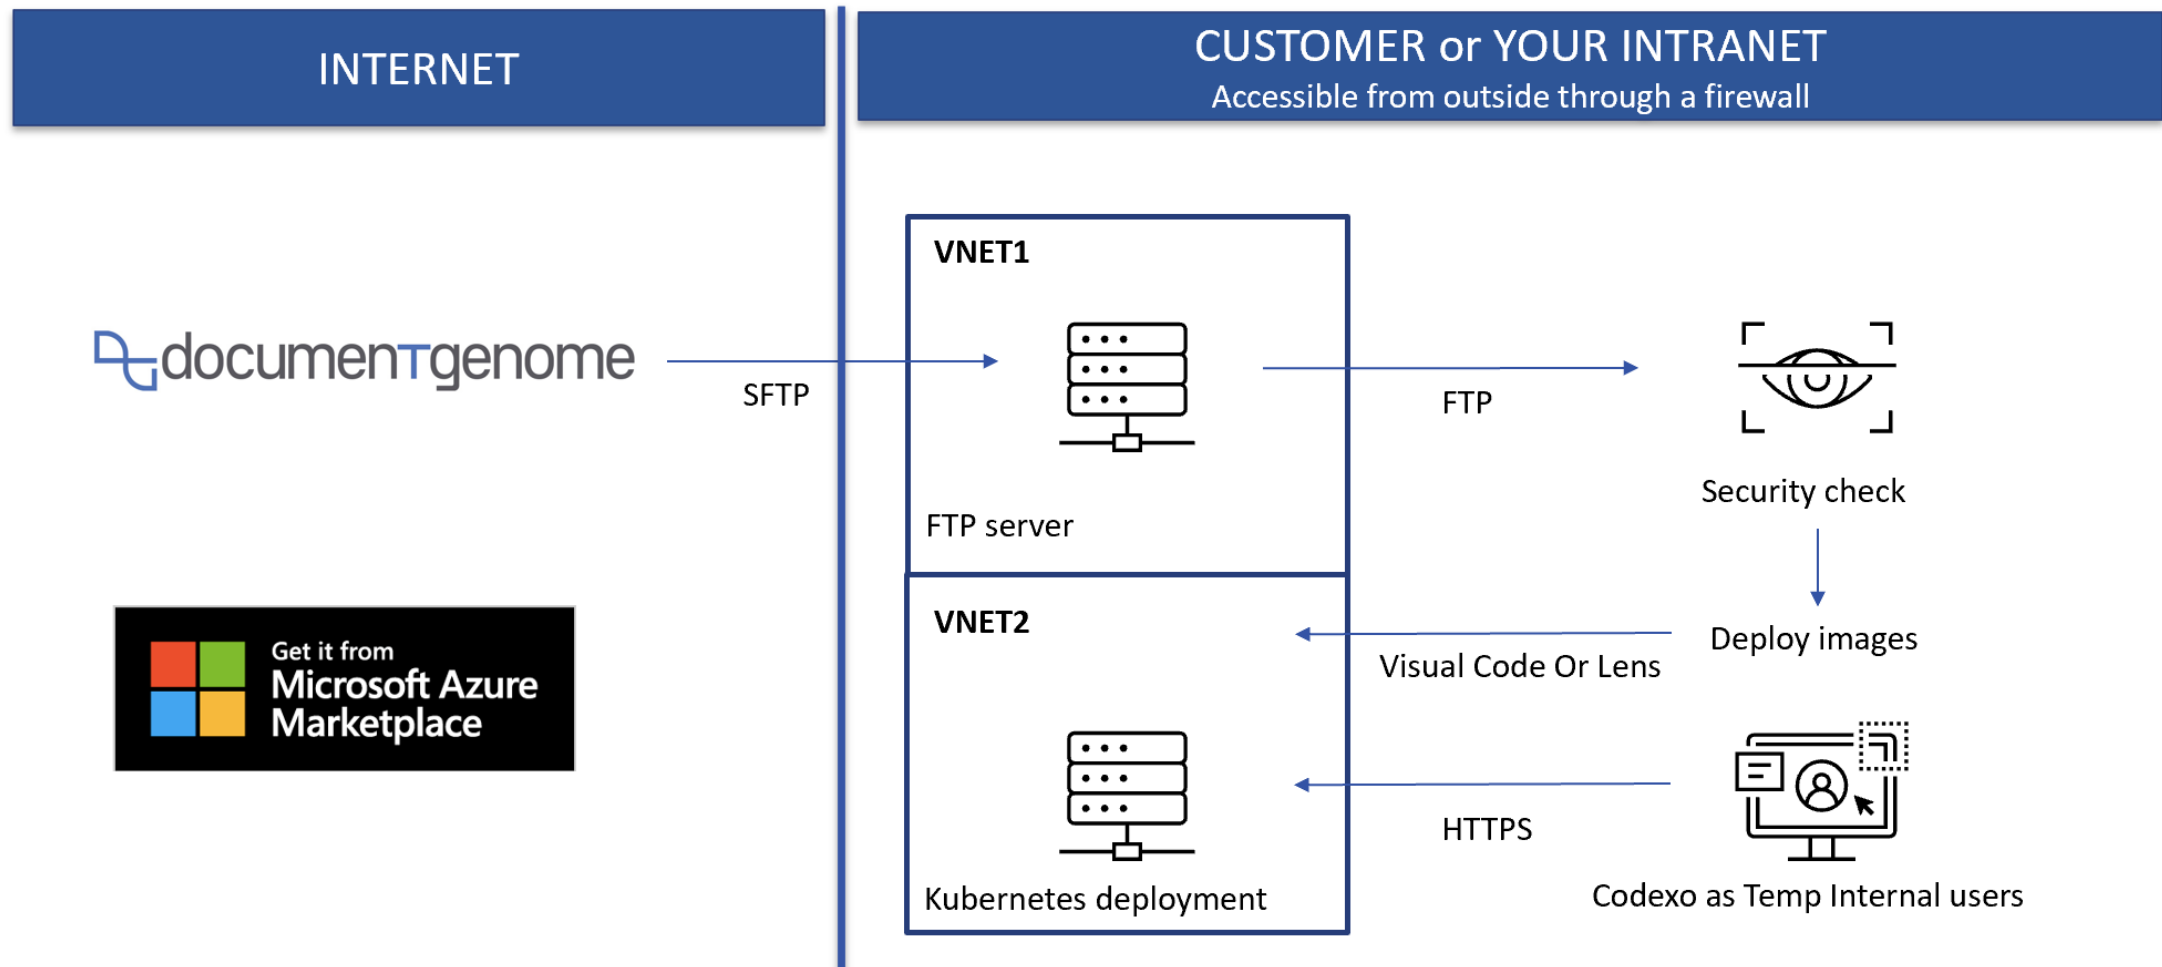 INTERNET
CUSTOMER or YOUR INTRANET
Accessible from outside through a firewall
VNET1
documenTgenome
SFTP
FTP
Security check
FTP server
VNET2
Deploy images
Visual Code Or Lens
Get it from
Microsoft Azure
Marketplace
HTTPS
Kubernetes deployment
Codexo as Temp Internal users